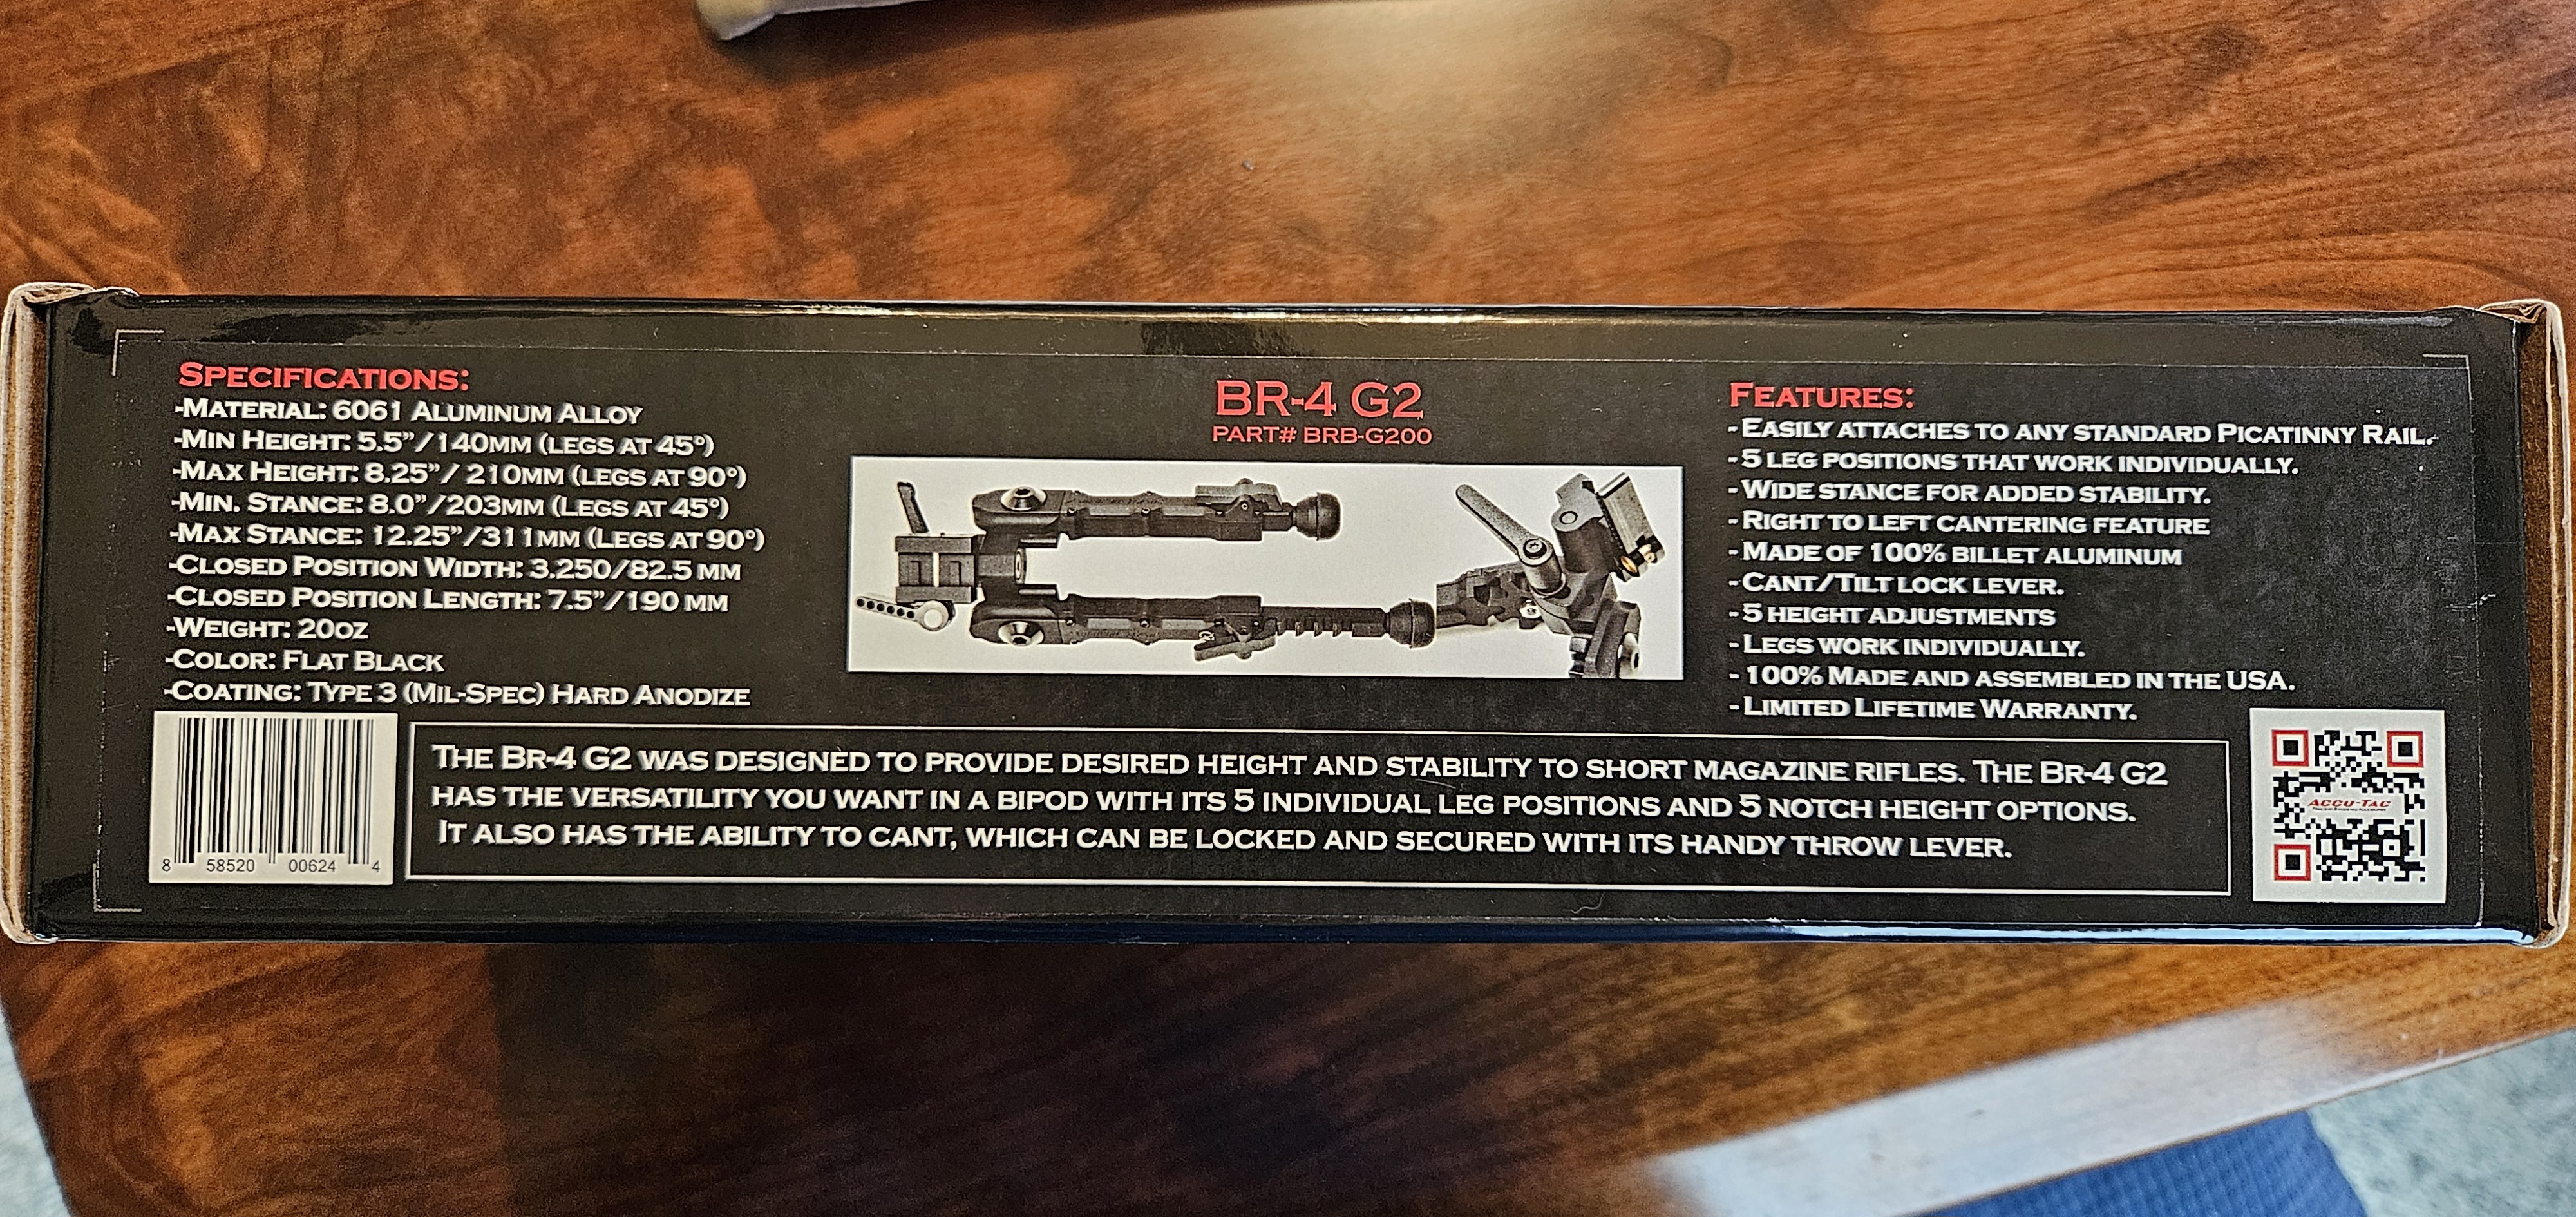 SPECIFICATIONS:
-MATERIAL: 6061 ALUMINUM ALLOY
-MIN HEIGHT: 5.5”/140MM (LEGS AT 45°)
-MAX HEIGHT: 8.25”/ 210MM (LEGS AT 90°)
-MIN. STANCE: 8.0”/203MM (LEGS AT 45°)
-MAX STANCE: 12.25”/311MM (LEGS AT 90°)
-CLOSED POSITION WIDTH: 3.250/82.5 MM
-CLOSED POSITION LENGTH: 7.5”/190 MM
-WEIGHT: 20OZ
-COLOR: FLAT BLACK
-COATING: TYPE 3 (MIL-SPEC) HARD ANODIZE
BR-4 G2
PART# BRB-G200
FEATURES:
- EASILY ATTACHES TO ANY STANDARD PICATINNY RAIL.
- 5 LEG POSITIONS THAT WORK INDIVIDUALLY.
- WIDE STANCE FOR ADDED STABILITY.
- RIGHT TO LEFT CANTERING FEATURE
- MADE OF 100% BILLET ALUMINUM
- CANT/TILT LOCK LEVER.
- 5 HEIGHT ADJUSTMENTS
- LEGS WORK INDIVIDUALLY.
- 100% MADE AND ASSEMBLED IN THE USA.
- LIMITED LIFETIME WARRANTY.
8 58520 00624 4
THE BR-4 G2 WAS DESIGNED TO PROVIDE DESIRED HEIGHT AND STABILITY TO SHORT MAGAZINE RIFLES. THE BR-4 G2
HAS THE VERSATILITY YOU WANT IN A BIPOD WITH ITS 5 INDIVIDUAL LEG POSITIONS AND 5 NOTCH HEIGHT OPTIONS.
IT ALSO HAS THE ABILITY TO CANT, WHICH CAN BE LOCKED AND SECURED WITH ITS HANDY THROW LEVER.
ACCU-TAC